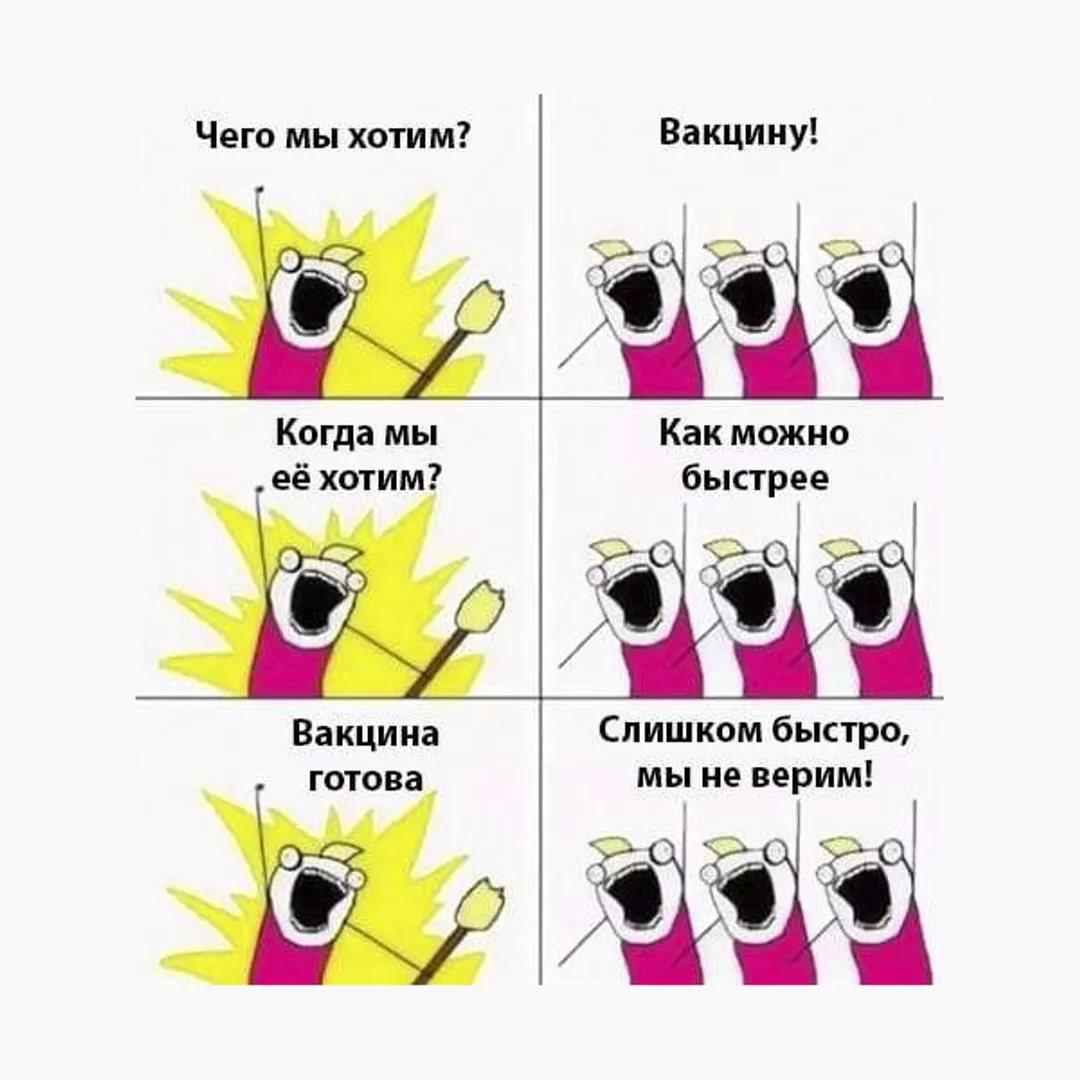 Чего мы хотим?
Вакцину!
Когда мы
её хотим?
Как можно
быстрее
Вакцина
готова
Слишком быстро,
мы не верим!